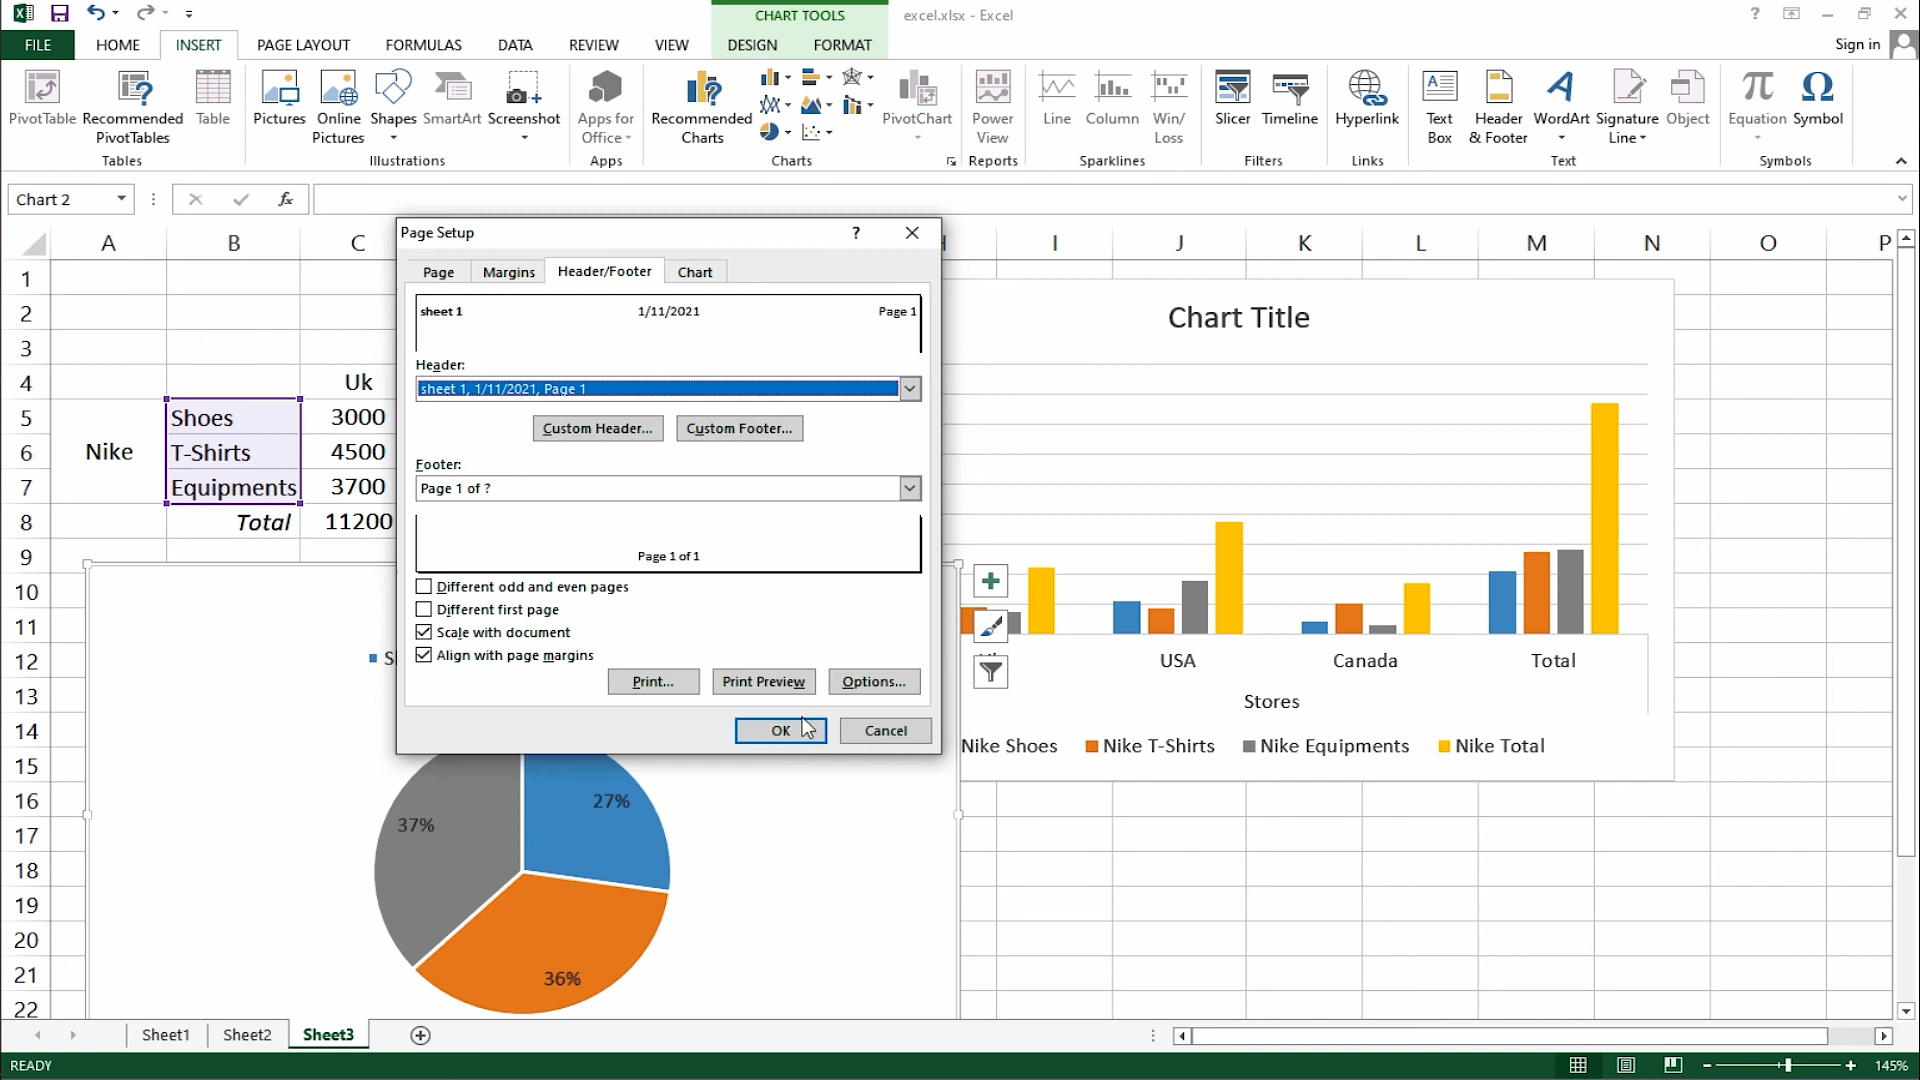 CHART TOOLS
excel.xlsx - Excel
?
FILE HOME INSERT PAGE LAYOUT FORMULAS DATA REVIEW VIEW DESIGN FORMAT Sign in
PivotTable Recommended PivotTables Table Pictures Online Pictures Shapes SmartArt Screenshot Apps for Office Recommended Charts PivotChart Power View Line Column Win/Loss Slicer Timeline Hyperlink Text Box Header & Footer WordArt Signature Line Object Equation Symbol
Tables Illustrations Apps Charts Reports Sparklines Filters Links Text Symbols
Chart 2 fx
A B C H I J K L M N O P
1
2
3
4 Uk
5 Shoes 3000
6 Nike T-Shirts 4500
7 Equipments 3700
8 Total 11200
9
10
11
12
13
14
15
16
17
18
19
20
21
22
Page Setup ?
Page Margins Header/Footer Chart
sheet 1 1/11/2021 Page 1
Header:
sheet 1, 1/11/2021, Page 1
Custom Header... Custom Footer...
Footer:
Page 1 of ?
Page 1 of 1
Different odd and even pages
Different first page
Scale with document
Align with page margins
Print... Print Preview Options...
OK Cancel
Chart Title
USA Canada Total
Stores
Nike Shoes Nike T-Shirts Nike Equipments Nike Total
27%
37%
36%
Sheet1 Sheet2 Sheet3
READY 145%